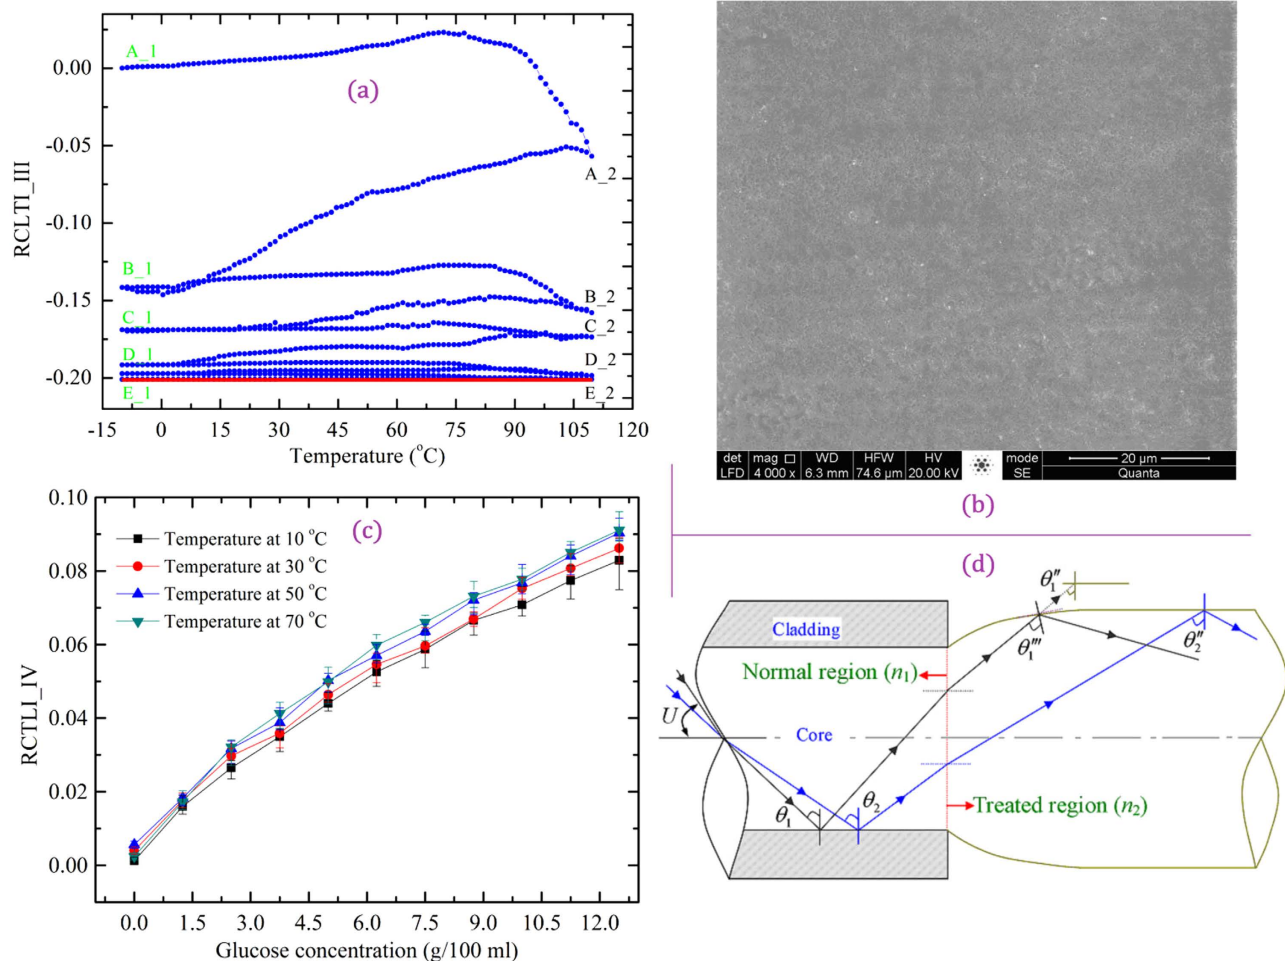 (a)
RCLTI_III
0.00
-0.05
-0.10
-0.15
-0.20
A_1
B_1
C_1
D_1
E_1
A_2
B_2
C_2
D_2
E_2
-15 0 15 30 45 60 75 90 105 120
Temperature (°C)
det mag □ WD HFW HV mode 20 µm
LFD 4 000 x 6.3 mm 74.6 µm 20.00 kV SE Quanta
(b)
(c)
RCTLI_IV
0.10
0.08
0.06
0.04
0.02
0.00
Temperature at 10 °C
Temperature at 30 °C
Temperature at 50 °C
Temperature at 70 °C
0.0 1.5 3.0 4.5 6.0 7.5 9.0 10.5 12.0
Glucose concentration (g/100 ml)
(d)
θ₁″
Cladding
θ₁‴
θ₂″
Normal region (n₁)
U
Core
θ₁
θ₂
Treated region (n₂)